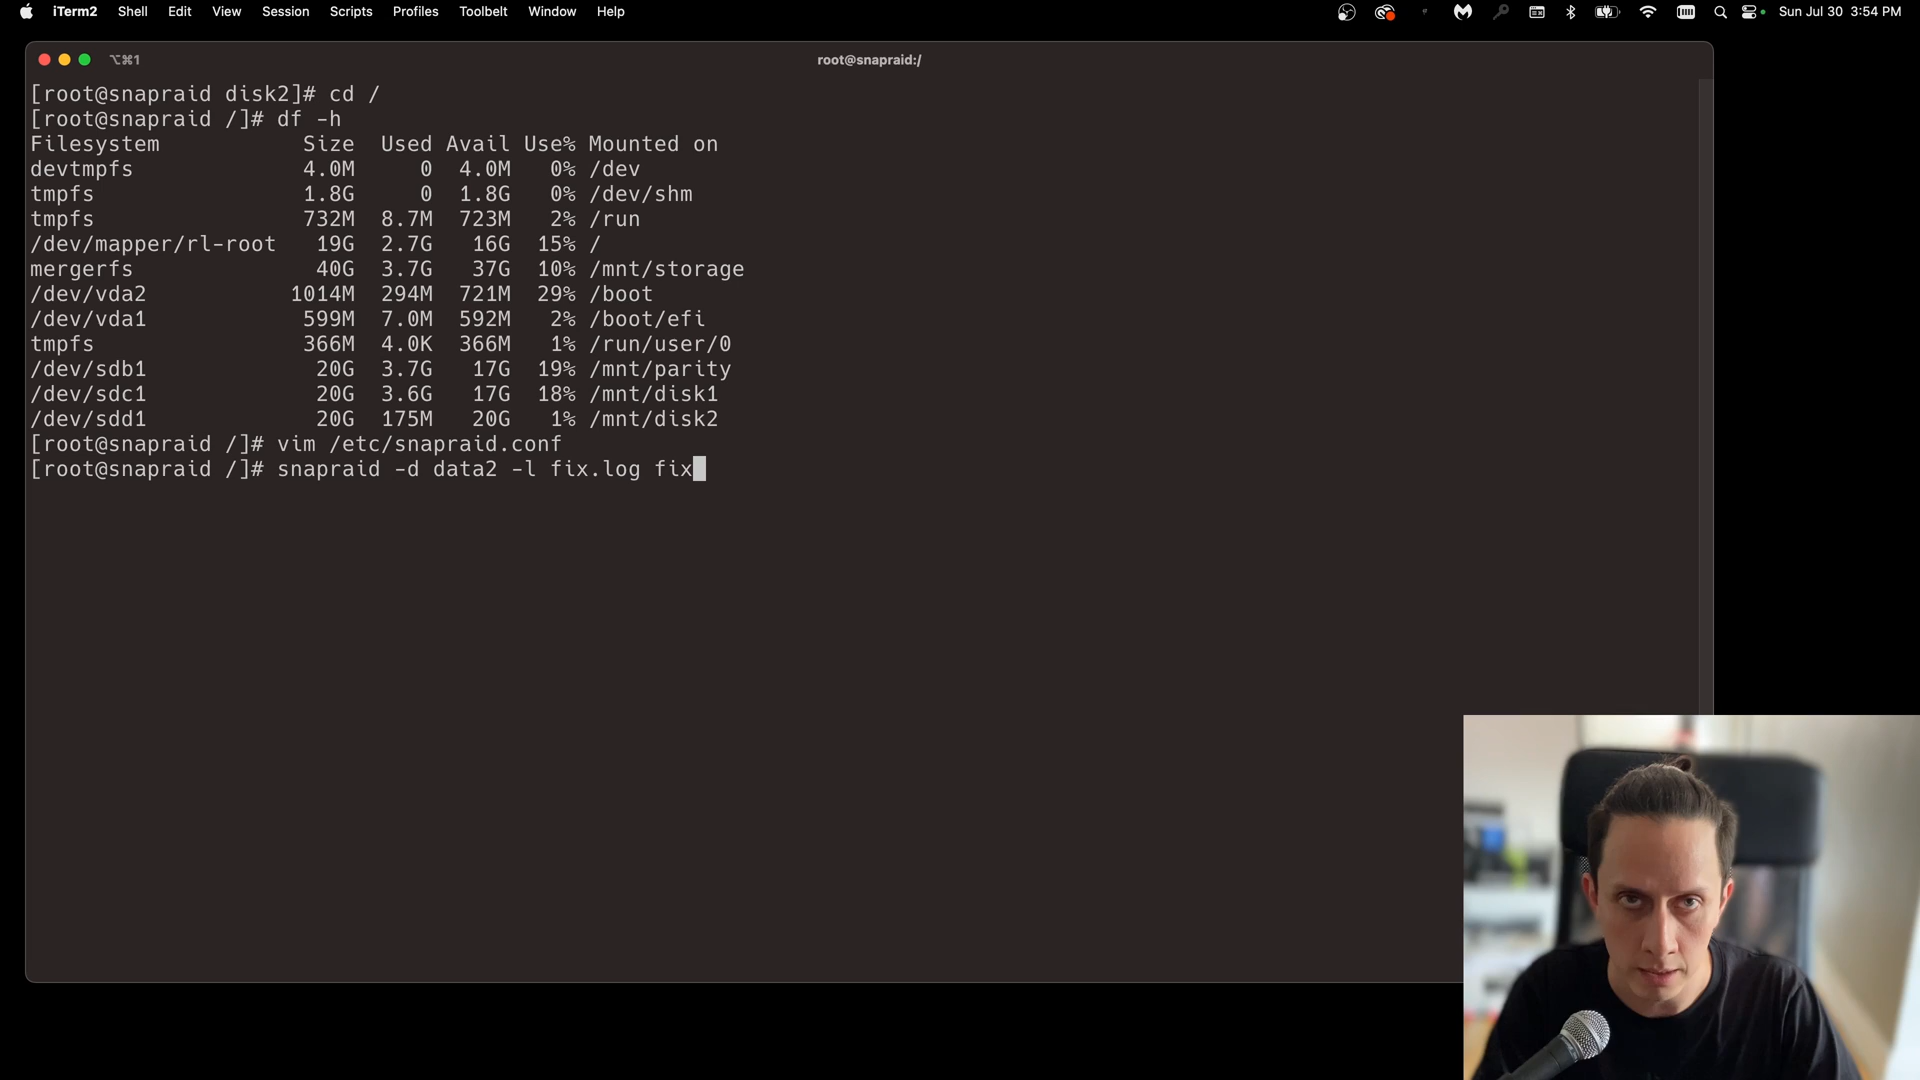 iTerm2 Shell Edit View Session Scripts Profiles Toolbelt Window Help Sun Jul 30 3:54 PM
⌥⌘1 root@snapraid:/
[root@snapraid disk2]# cd /
[root@snapraid /]# df -h
Filesystem Size Used Avail Use% Mounted on
devtmpfs 4.0M 0 4.0M 0% /dev
tmpfs 1.8G 0 1.8G 0% /dev/shm
tmpfs 732M 8.7M 723M 2% /run
/dev/mapper/rl-root 19G 2.7G 16G 15% /
mergerfs 40G 3.7G 37G 10% /mnt/storage
/dev/vda2 1014M 294M 721M 29% /boot
/dev/vda1 599M 7.0M 592M 2% /boot/efi
tmpfs 366M 4.0K 366M 1% /run/user/0
/dev/sdb1 20G 3.7G 17G 19% /mnt/parity
/dev/sdc1 20G 3.6G 17G 18% /mnt/disk1
/dev/sdd1 20G 175M 20G 1% /mnt/disk2
[root@snapraid /]# vim /etc/snapraid.conf
[root@snapraid /]# snapraid -d data2 -l fix.log fix